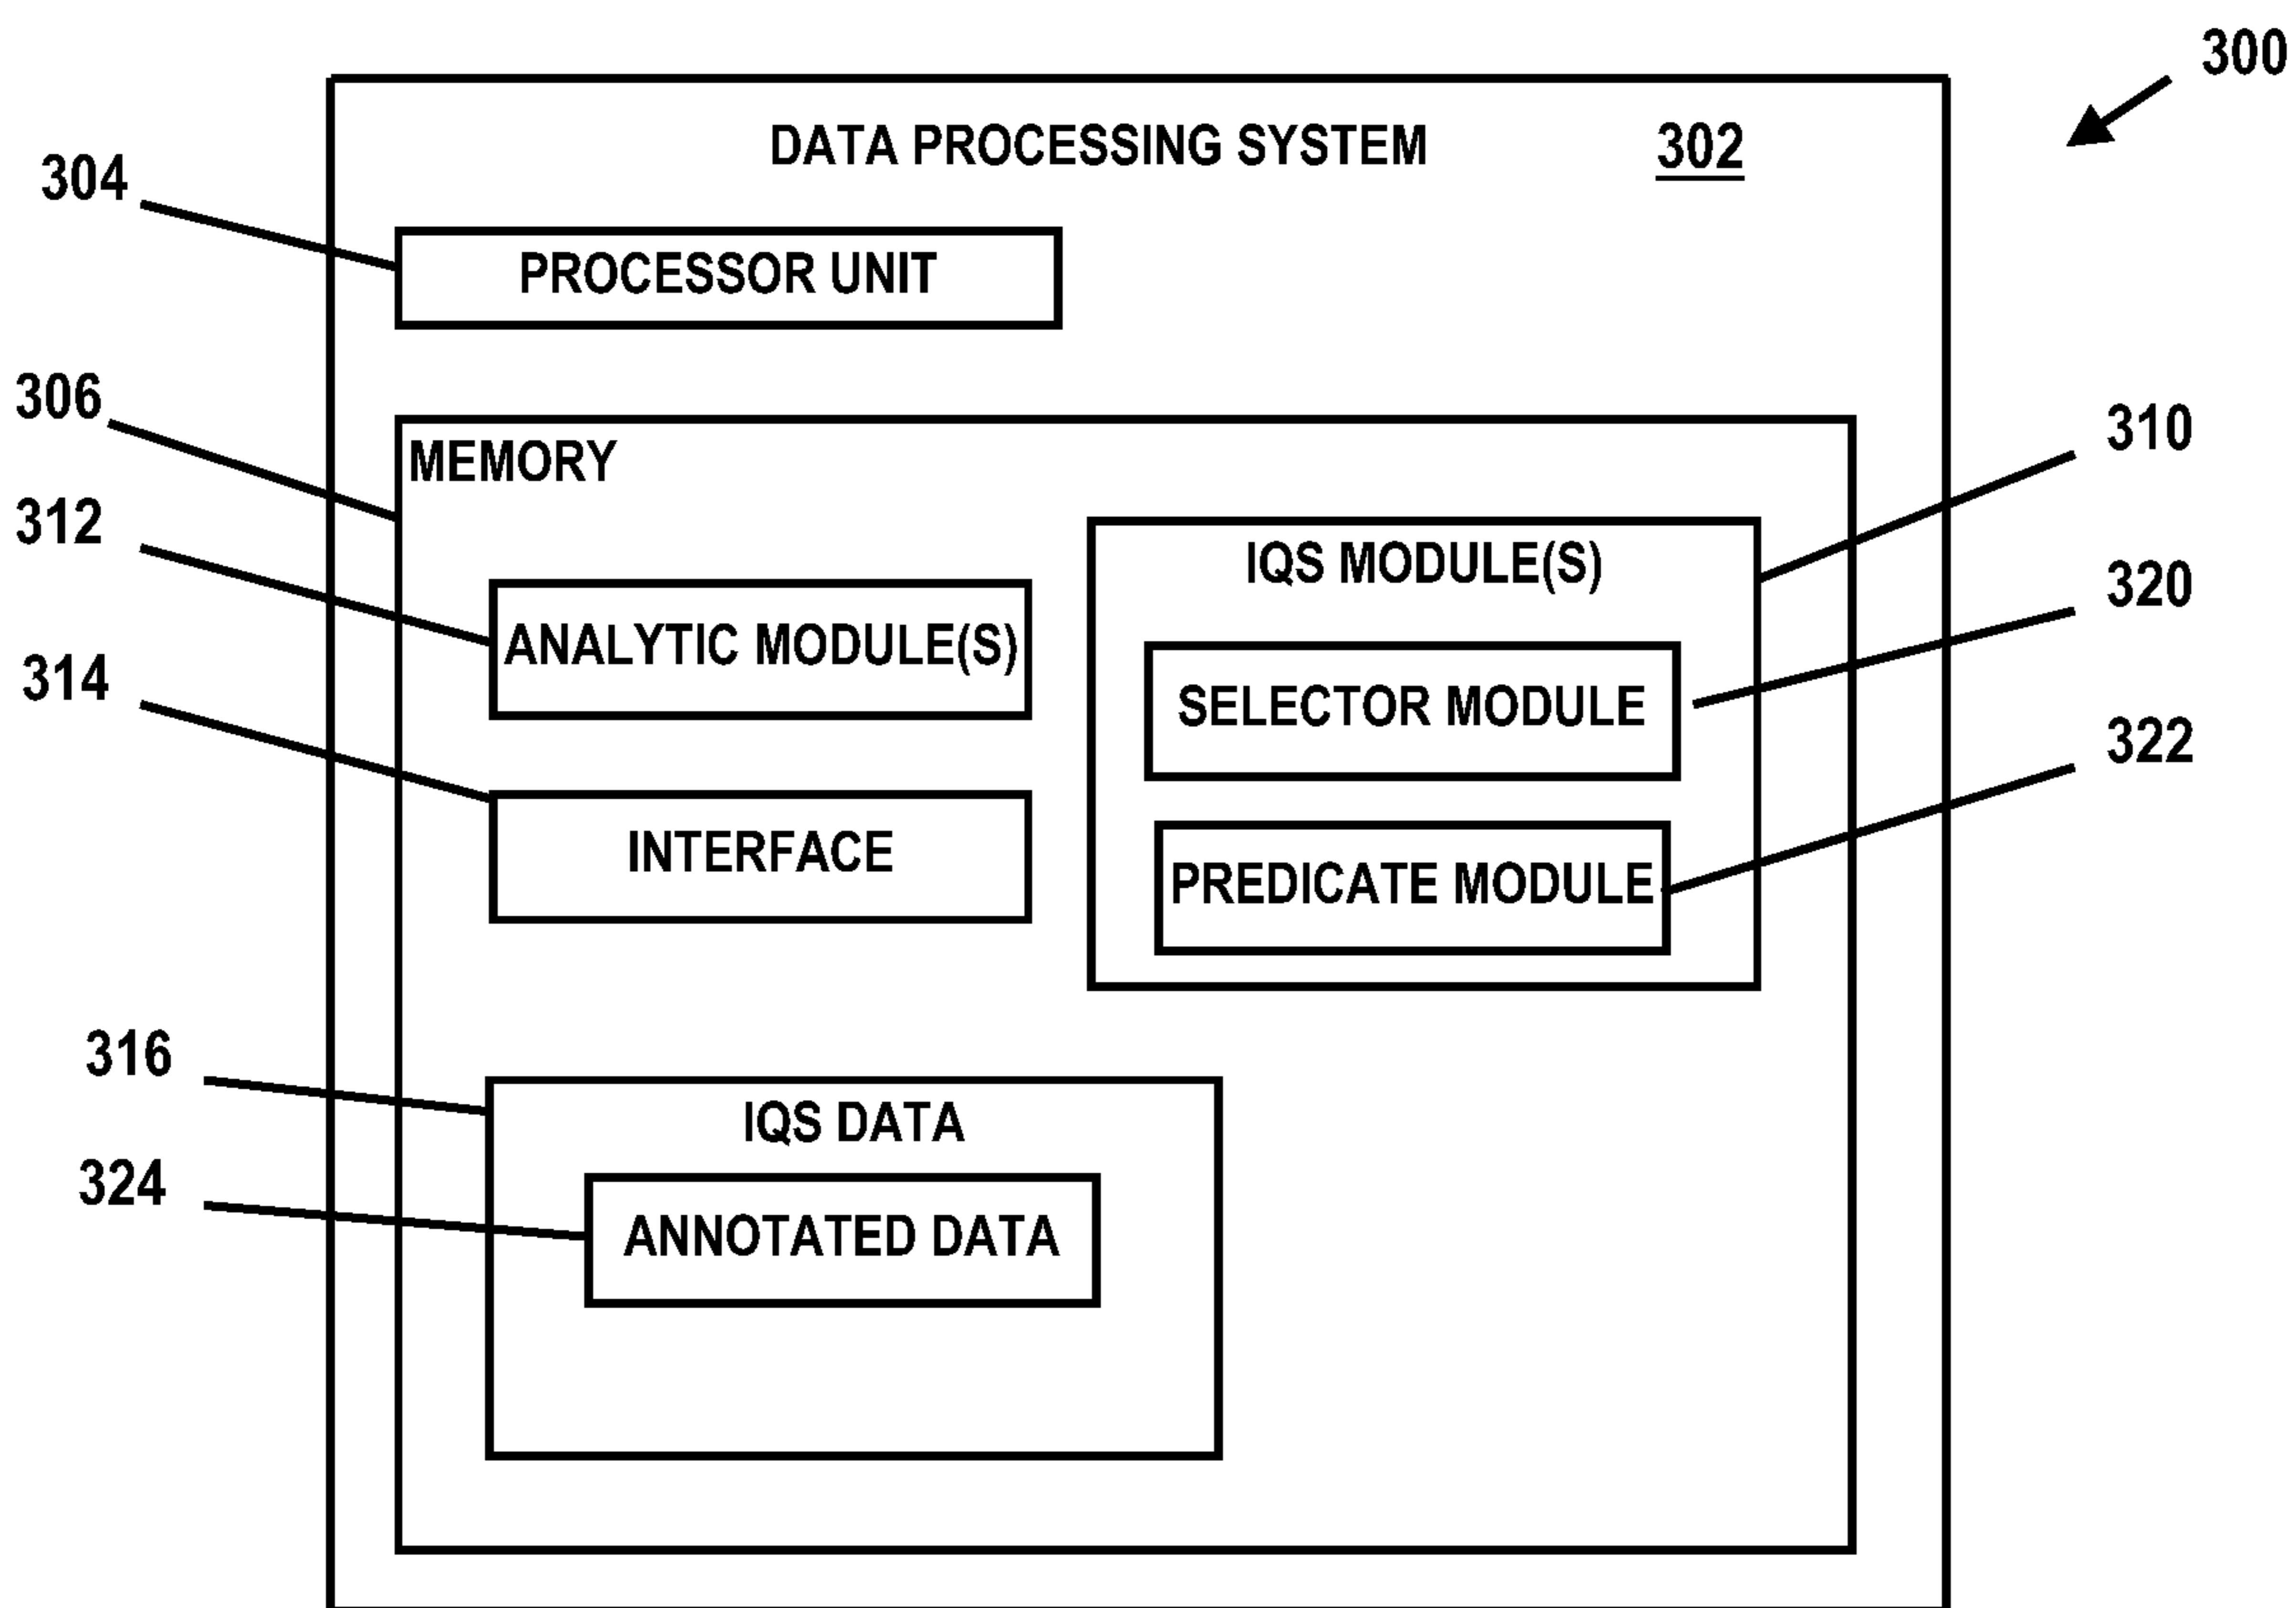 300
DATA PROCESSING SYSTEM 302
304
PROCESSOR UNIT
306
MEMORY
310
312
IQS MODULE(S)
320
ANALYTIC MODULE(S)
314
SELECTOR MODULE
322
INTERFACE
PREDICATE MODULE
316
IQS DATA
324
ANNOTATED DATA